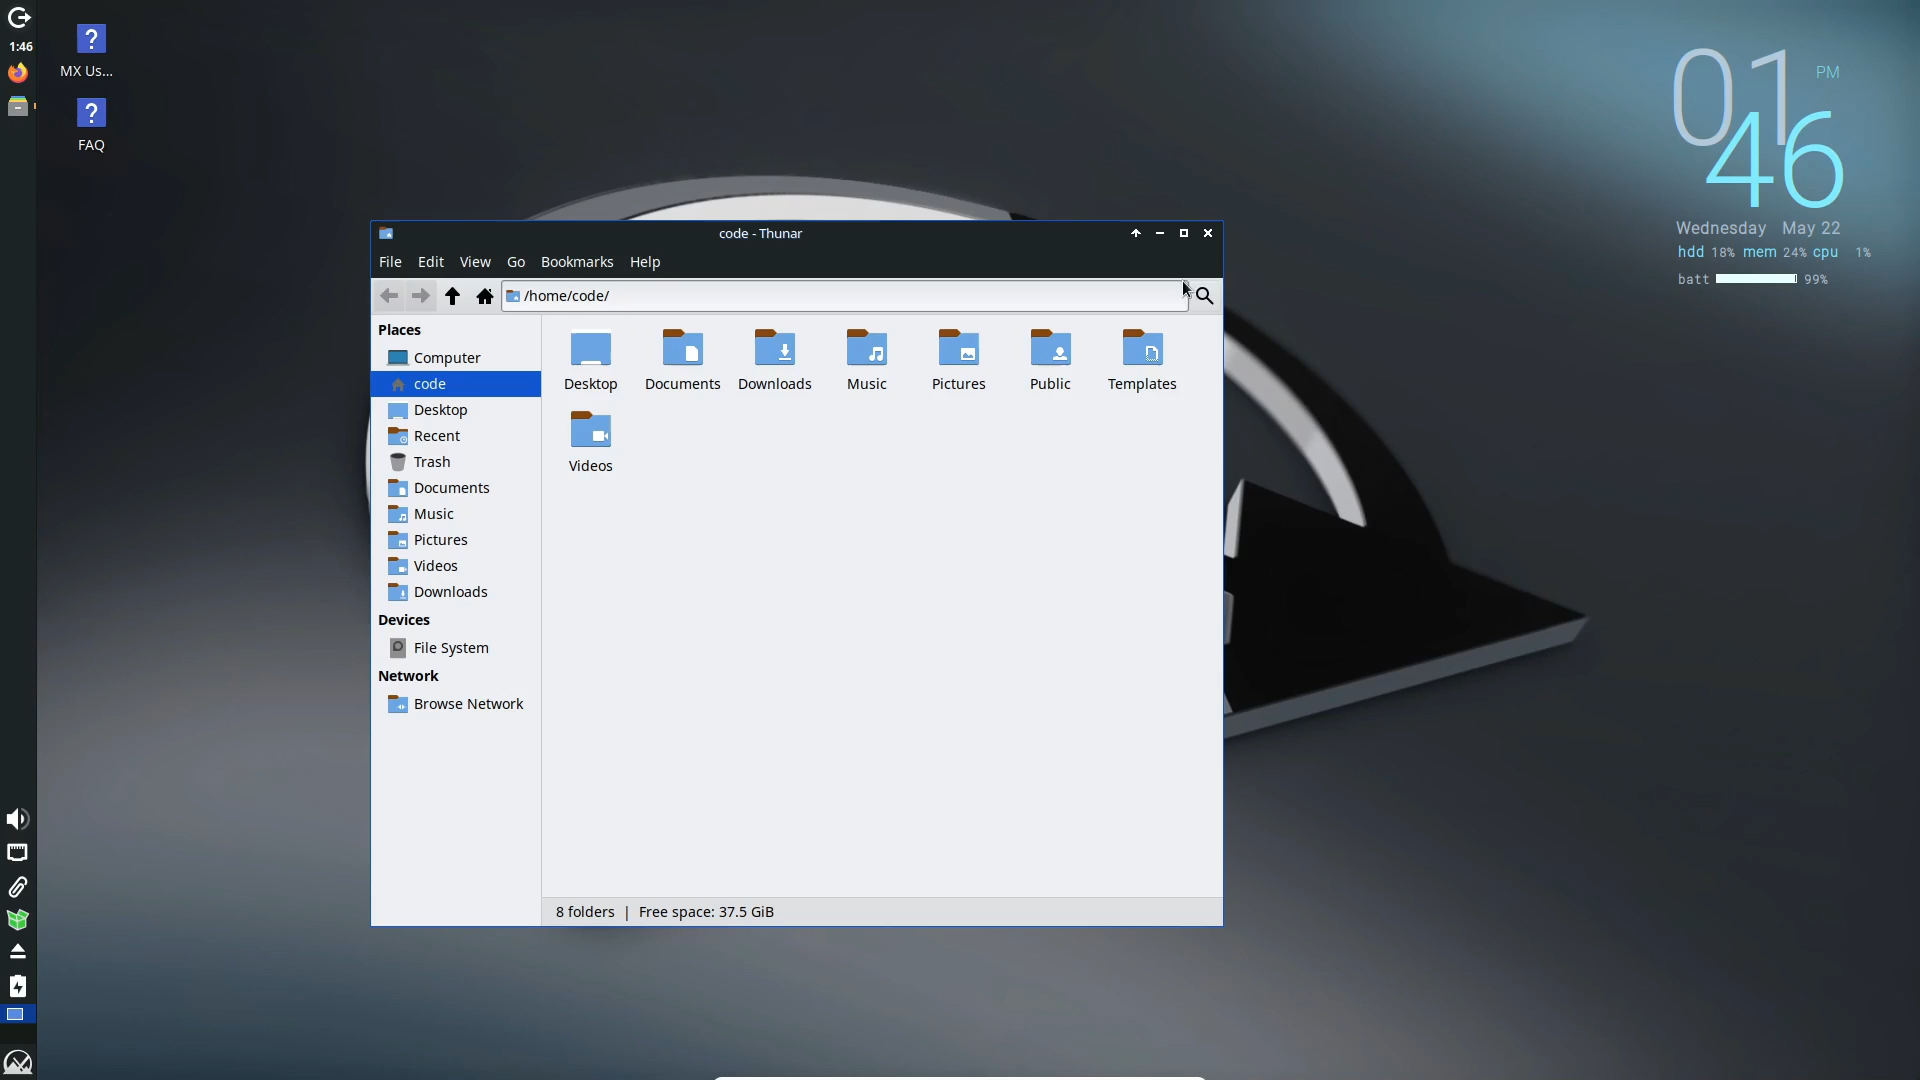 1:46
MX Us...
FAQ
01 PM
46
Wednesday May 22
hdd 18% mem 24% cpu 1%
batt 99%
code - Thunar
File Edit View Go Bookmarks Help
/home/code/
Places
Computer
code
Desktop
Recent
Trash
Documents
Music
Pictures
Videos
Downloads
Devices
File System
Network
Browse Network
Desktop Documents Downloads Music Pictures Public Templates
Videos
8 folders | Free space: 37.5 GiB